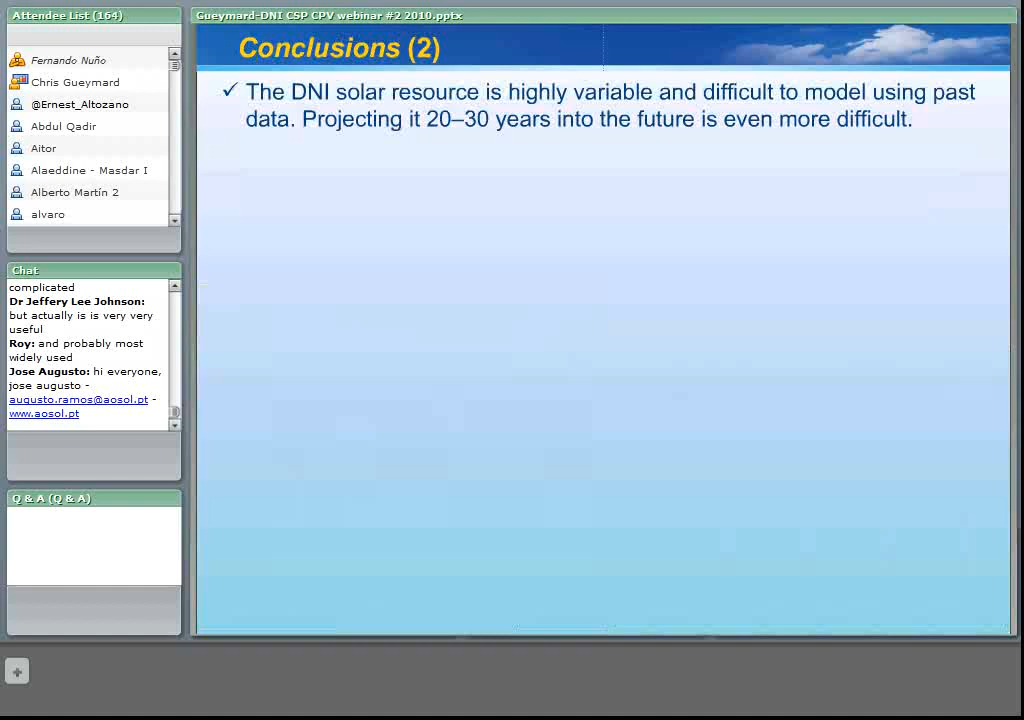 Attendee List (164)
Fernando Nuño
Chris Gueymard
@Ernest_Altozano
Abdul Qadir
Aitor
Alaeddine - Masdar I
Alberto Martín 2
alvaro
Chat
complicated
Dr Jeffery Lee Johnson:
but actually is is very very
useful
Roy: and probably most
widely used
Jose Augusto: hi everyone,
jose augusto -
augusto.ramos@aosol.pt -
www.aosol.pt
Q & A (Q & A)
Gueymard-DNI CSP CPV webinar #2 2010.pptx
Conclusions (2)
✓ The DNI solar resource is highly variable and difficult to model using past
data. Projecting it 20–30 years into the future is even more difficult.